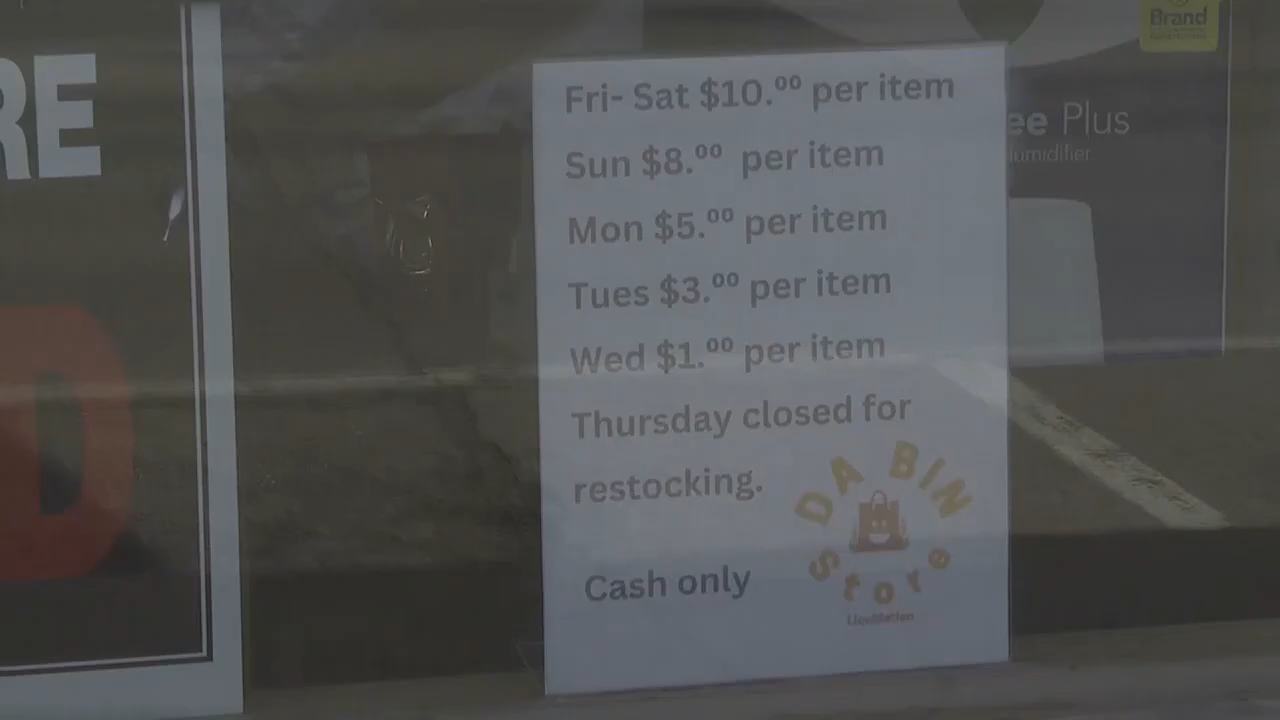 RE
D
Brand
ee Plus
umidifier
Fri- Sat $10.⁰⁰ per item
Sun $8.⁰⁰ per item
Mon $5.⁰⁰ per item
Tues $3.⁰⁰ per item
Wed $1.⁰⁰ per item
Thursday closed for
restocking.
Cash only
DA BIN
Store
Liquidation